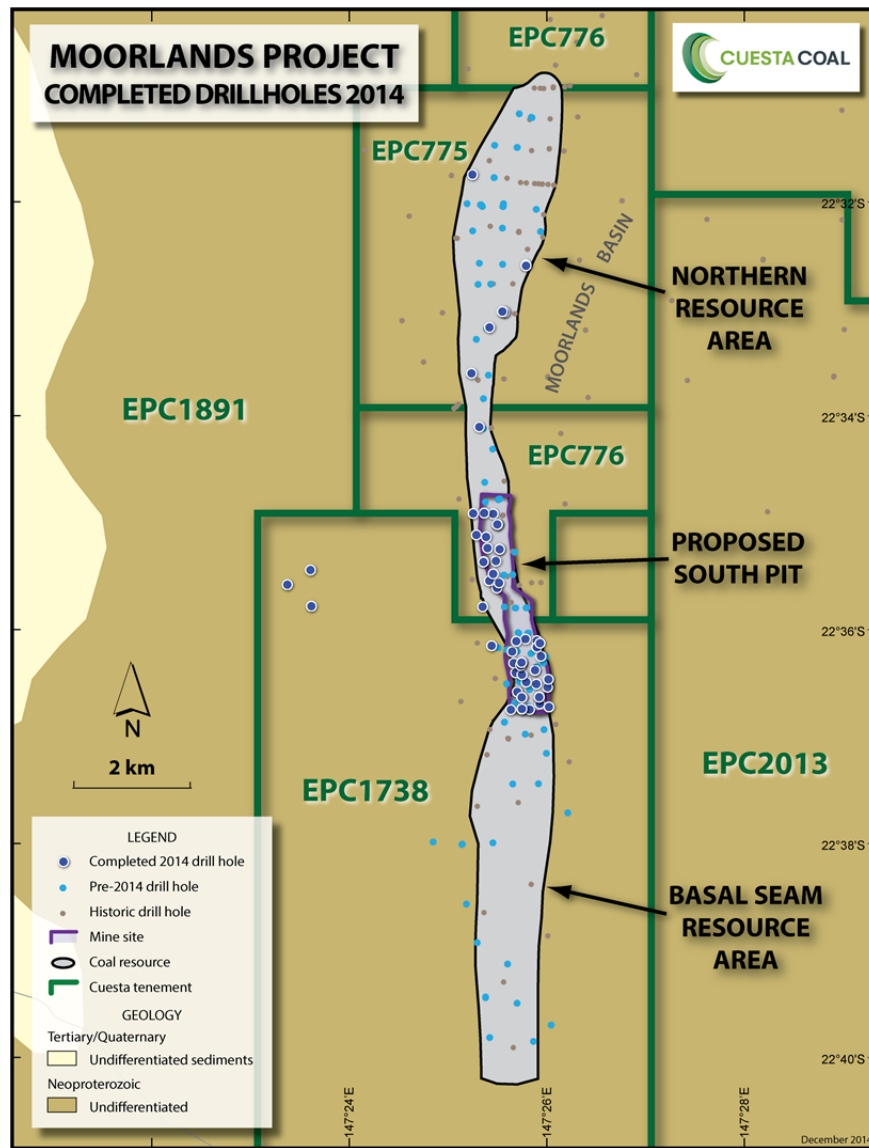 MOORLANDS PROJECT
COMPLETED DRILLHOLES 2014
EPC776
CUESTA COAL
EPC775
22°32'S
MOORLANDS BASIN
NORTHERN
RESOURCE
AREA
EPC1891
22°34'S
EPC776
PROPOSED
SOUTH PIT
22°36'S
N
2 km
EPC1738
EPC2013
LEGEND
Completed 2014 drill hole
Pre-2014 drill hole
Historic drill hole
Mine site
Coal resource
Cuesta tenement
GEOLOGY
Tertiary/Quaternary
Undifferentiated sediments
Neoproterozoic
Undifferentiated
22°38'S
BASAL SEAM
RESOURCE
AREA
22°40'S
147°24'E
147°26'E
147°28'E
December 2014